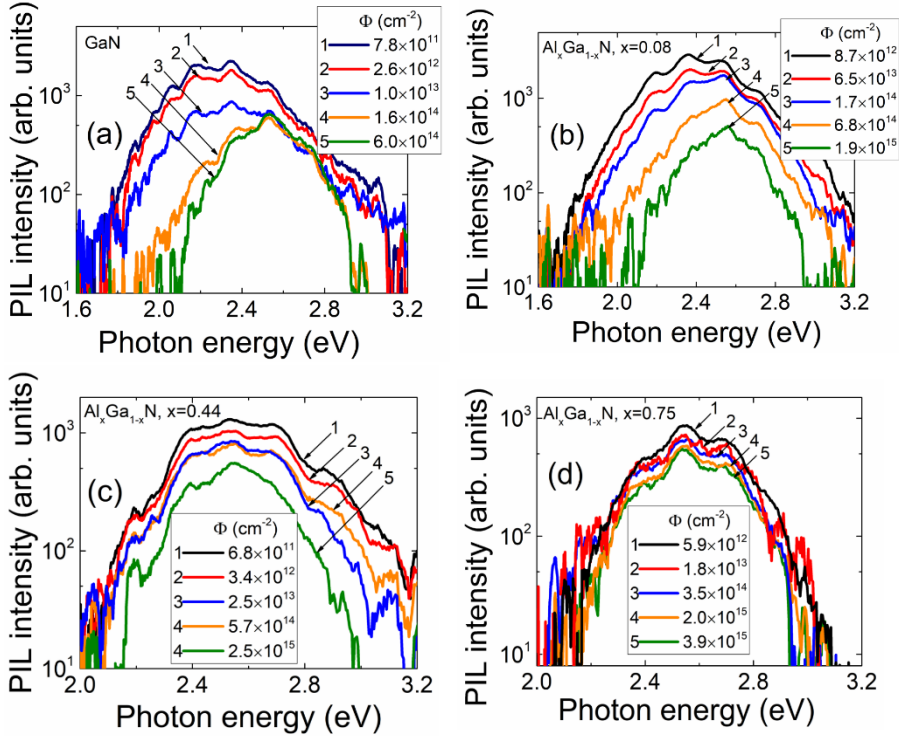 (a)
GaN
PIL intensity (arb. units)
10³
10²
10¹
1.6 2.0 2.4 2.8 3.2
Photon energy (eV)
1
2
3
4
5
Φ (cm⁻²)
1 7.8×10¹¹
2 2.6×10¹²
3 1.0×10¹³
4 1.6×10¹⁴
5 6.0×10¹⁴
(b)
AlₓGa₁₋ₓN, x=0.08
PIL intensity (arb. units)
10³
10²
10¹
1.6 2.0 2.4 2.8 3.2
Photon energy (eV)
1
2
3
4
5
Φ (cm⁻²)
1 8.7×10¹²
2 6.5×10¹³
3 1.7×10¹⁴
4 6.8×10¹⁴
5 1.9×10¹⁵
(c)
AlₓGa₁₋ₓN, x=0.44
PIL intensity (arb. units)
10³
10²
10¹
2.0 2.4 2.8 3.2
Photon energy (eV)
1
2
3
4
5
Φ (cm⁻²)
1 6.8×10¹¹
2 3.4×10¹²
3 2.5×10¹³
4 5.7×10¹⁴
4 2.5×10¹⁵
(d)
AlₓGa₁₋ₓN, x=0.75
PIL intensity (arb. units)
10³
10²
10¹
2.0 2.4 2.8 3.2
Photon energy (eV)
1
2
3
4
5
Φ (cm⁻²)
1 5.9×10¹²
2 1.8×10¹³
3 3.5×10¹⁴
4 2.0×10¹⁵
5 3.9×10¹⁵